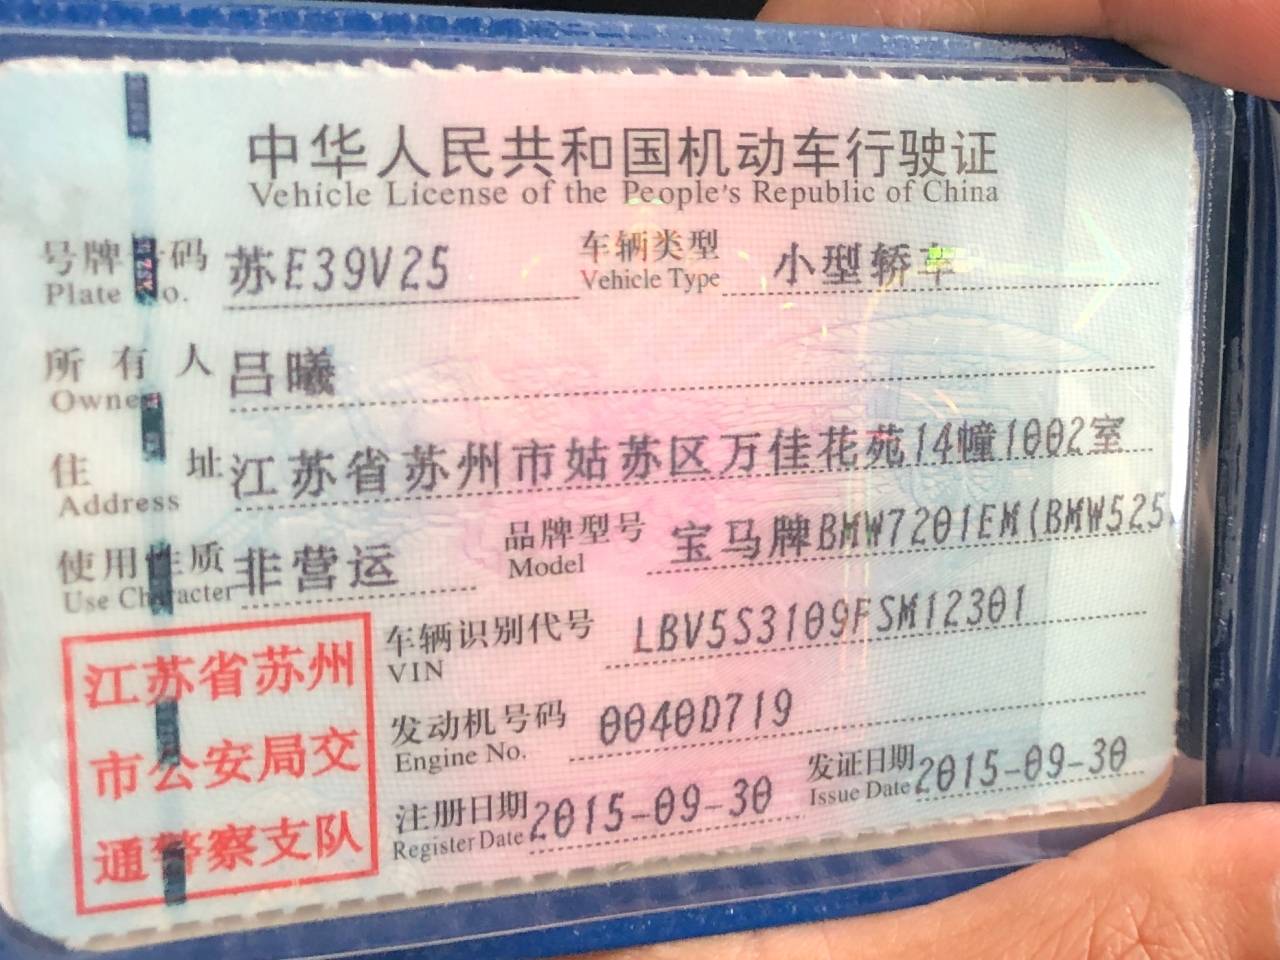 中华人民共和国机动车行驶证
Vehicle License of the People's Republic of China
号牌号码 苏E39V25 车辆类型 小型轿车
Plate No. Vehicle Type
所有人 吕曦
Owner
住址 江苏省苏州市姑苏区万佳花苑14幢1002室
Address
使用性质 非营运 品牌型号 宝马牌BMW7201EM(BMW525
Use Character Model
车辆识别代号 LBV5S3109FSM12301
VIN
发动机号码 0040D719
Engine No.
注册日期 2015-09-30 发证日期 2015-09-30
Register Date Issue Date
江苏省苏州
市公安局交
通警察支队